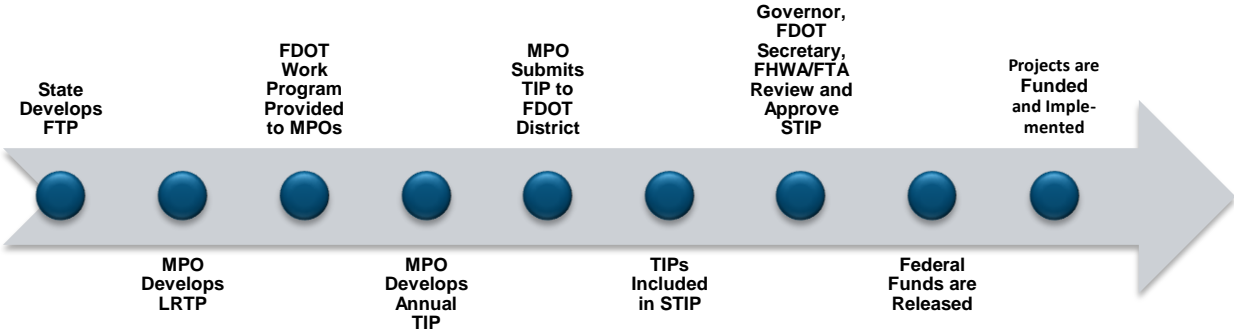 State
Develops
FTP
MPO
Develops
LRTP
FDOT
Work
Program
Provided
to MPOs
MPO
Develops
Annual
TIP
MPO
Submits
TIP to
FDOT
District
TIPs
Included
in STIP
Governor,
FDOT
Secretary,
FHWA/FTA
Review and
Approve
STIP
Federal
Funds are
Released
Projects are
Funded
and Imple-
mented